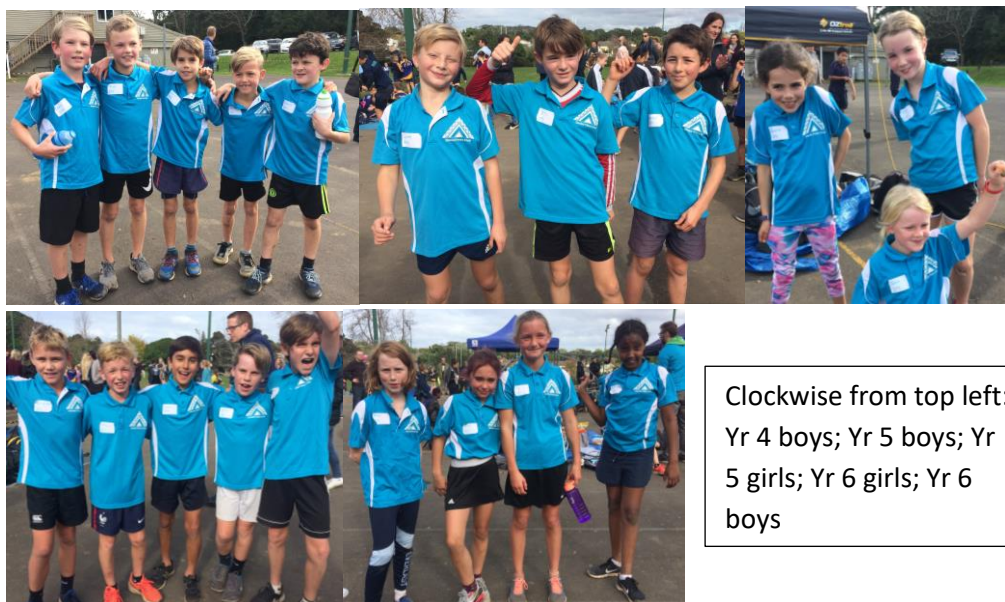 Clockwise from top left:
Yr 4 boys; Yr 5 boys; Yr
5 girls; Yr 6 girls; Yr 6
boys